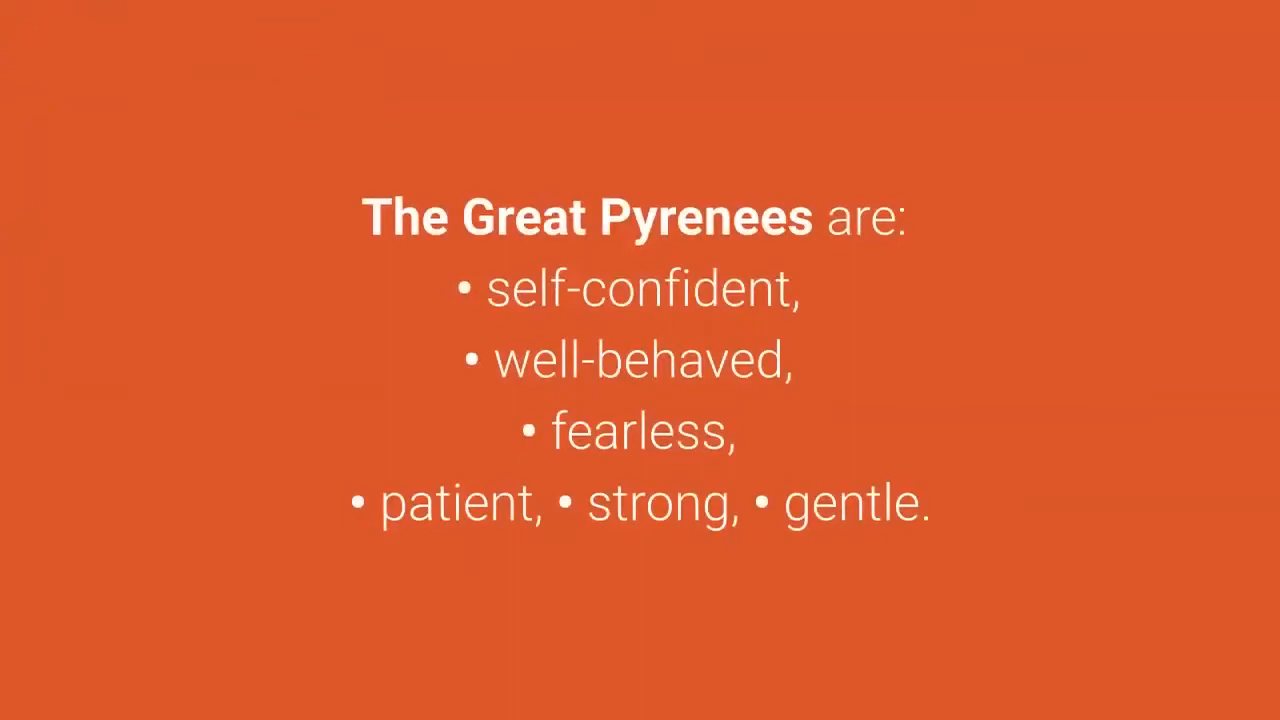 The Great Pyrenees are:
• self-confident,
• well-behaved,
• fearless,
• patient, • strong, • gentle.